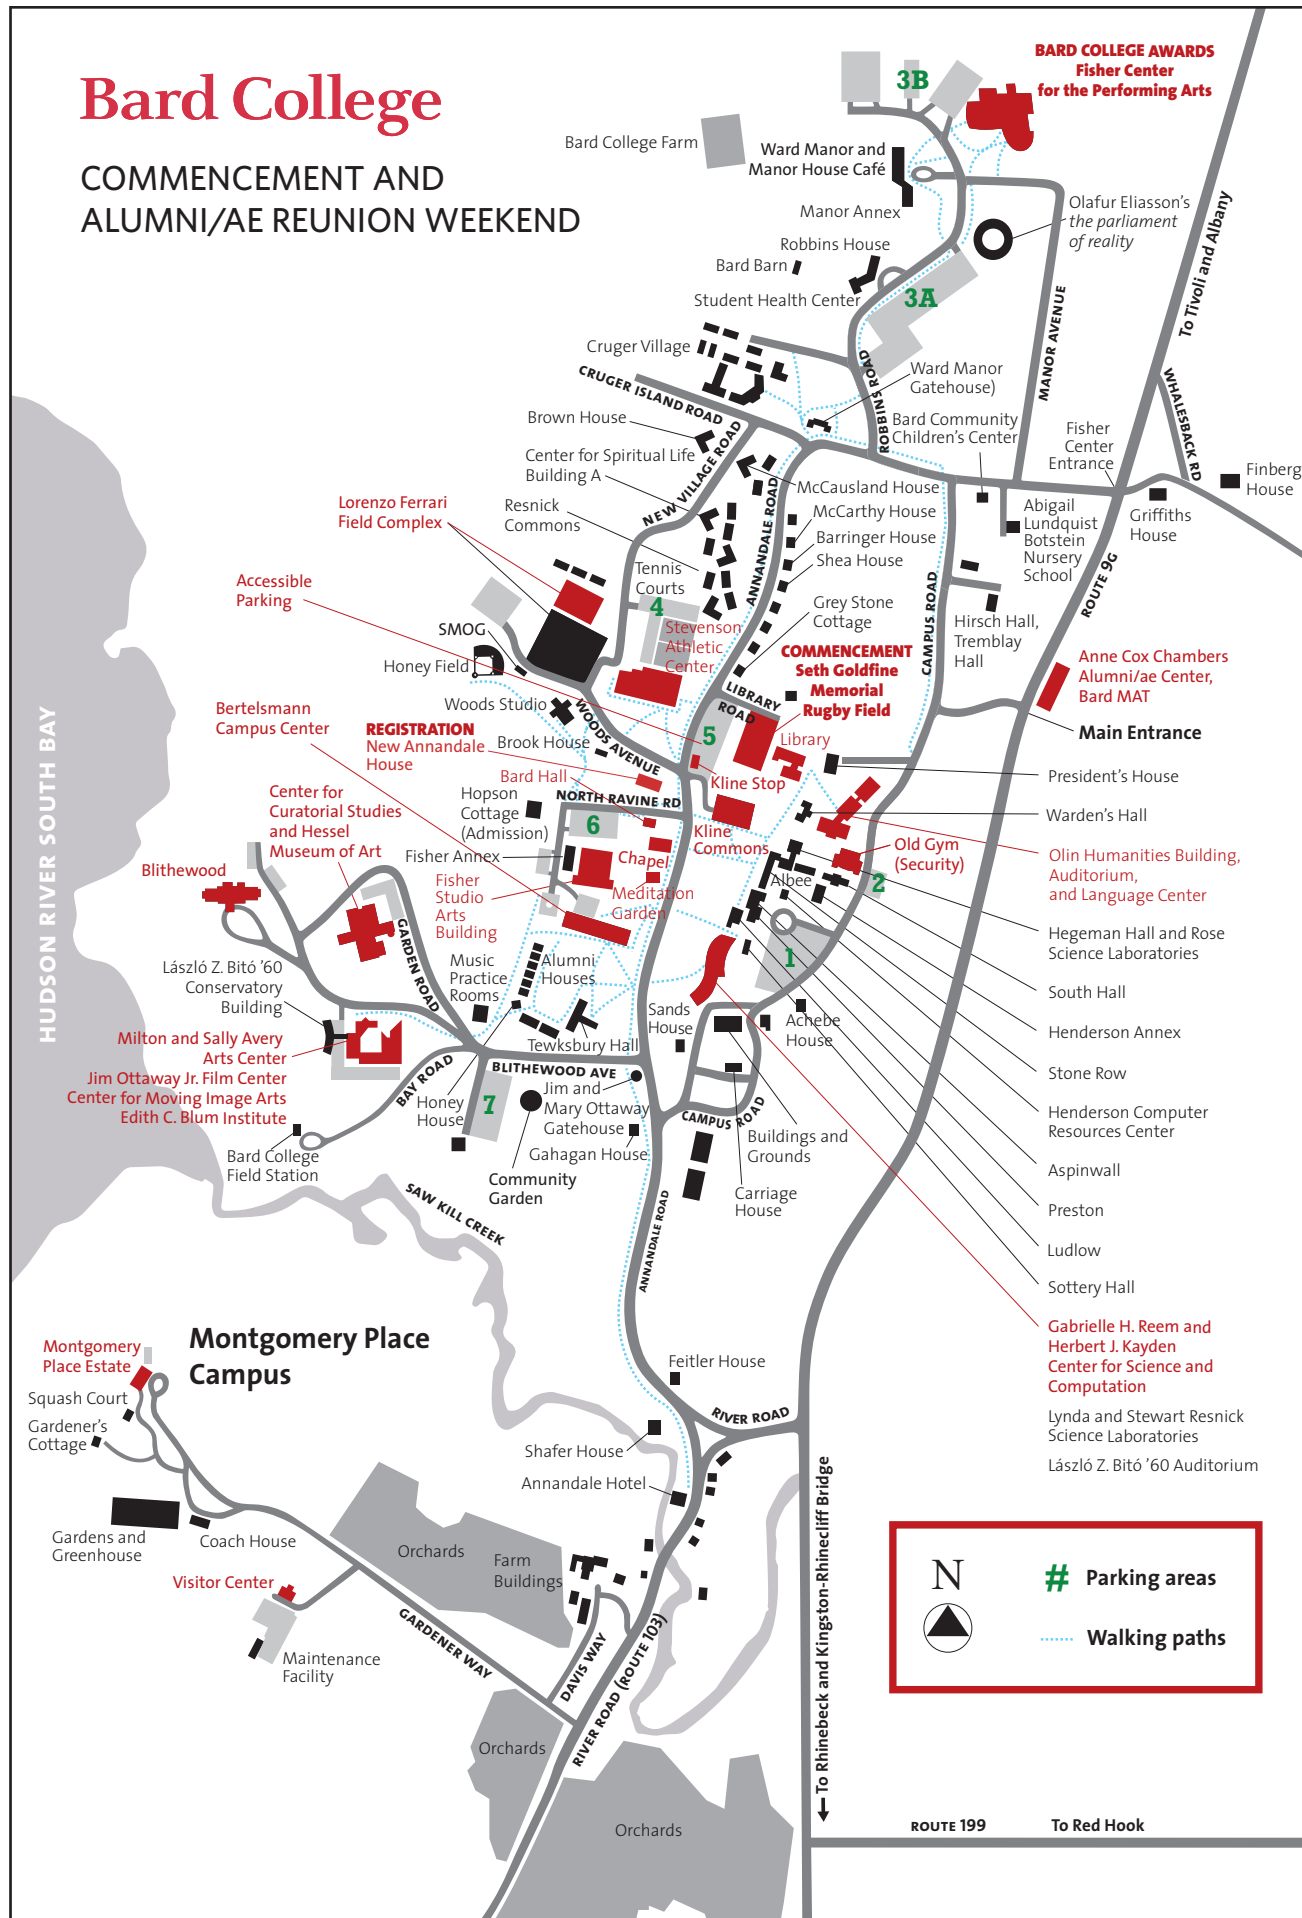 Bard College
COMMENCEMENT AND
ALUMNI/AE REUNION WEEKEND
BARD COLLEGE AWARDS
Fisher Center
for the Performing Arts
3B
Bard College Farm
Ward Manor and
Manor House Café
Manor Annex
Olafur Eliasson's
the parliament
of reality
To Tivoli and Albany
Robbins House
Bard Barn
Student Health Center
3A
MANOR AVENUE
Cruger Village
CRUGER ISLAND ROAD
ROBBINS ROAD
Ward Manor
Gatehouse)
WHALESBACK RD
Brown House
Bard Community
Children's Center
Fisher
Center
Entrance
Finberg
House
Center for Spiritual Life
Building A
NEW VILLAGE ROAD
McCausland House
Lorenzo Ferrari
Field Complex
Resnick
Commons
McCarthy House
Abigail
Lundquist
Botstein
Nursery
School
Griffiths
House
Barringer House
Shea House
ANNANDALE ROAD
Tennis
Courts
4
Accessible
Parking
Grey Stone
Cottage
CAMPUS ROAD
ROUTE 9G
Hirsch Hall,
Tremblay
Hall
SMOG
Stevenson
Athletic
Center
COMMENCEMENT
Seth Goldfine
Memorial
Rugby Field
Honey Field
Anne Cox Chambers
Alumni/ae Center,
Bard MAT
LIBRARY
ROAD
Woods Studio
WOODS AVENUE
Bertelsmann
Campus Center
REGISTRATION
New Annandale
House
Brook House
5
Library
Main Entrance
HUDSON RIVER SOUTH BAY
Bard Hall
Kline Stop
President's House
Center for
Curatorial Studies
and Hessel
Museum of Art
Hopson
Cottage
(Admission)
NORTH RAVINE RD
6
Kline
Commons
Warden's Hall
Fisher Annex
Chapel
Old Gym
(Security)
Olin Humanities Building,
Auditorium,
and Language Center
Blithewood
Fisher
Studio
Arts
Building
Meditation
Garden
Albee
2
Hegeman Hall and Rose
Science Laboratories
GARDEN ROAD
László Z. Bitó '60
Conservatory
Building
Music
Practice
Rooms
Alumni
Houses
1
South Hall
Sands
House
Achebe
House
Henderson Annex
Milton and Sally Avery
Arts Center
Jim Ottaway Jr. Film Center
Center for Moving Image Arts
Edith C. Blum Institute
Tewksbury Hall
BLITHEWOOD AVE
Stone Row
BAY ROAD
Honey
House
7
Jim and
Mary Ottaway
Gatehouse
CAMPUS ROAD
Henderson Computer
Resources Center
Buildings and
Grounds
Gahagan House
Bard College
Field Station
Community
Garden
Aspinwall
SAW KILL CREEK
Carriage
House
Preston
ANNANDALE ROAD
Ludlow
Sottery Hall
Montgomery Place
Campus
Montgomery
Place Estate
Gabrielle H. Reem and
Herbert J. Kayden
Center for Science and
Computation
Feitler House
Squash Court
RIVER ROAD
Lynda and Stewart Resnick
Science Laboratories
Gardener's
Cottage
Shafer House
László Z. Bitó '60 Auditorium
Annandale Hotel
To Rhinebeck and Kingston-Rhinecliff Bridge
Gardens and
Greenhouse
Coach House
Orchards
Farm
Buildings
Visitor Center
N
# Parking areas
Walking paths
GARDENER WAY
DAVIS WAY
RIVER ROAD (ROUTE 103)
Maintenance
Facility
Orchards
Orchards
ROUTE 199
To Red Hook